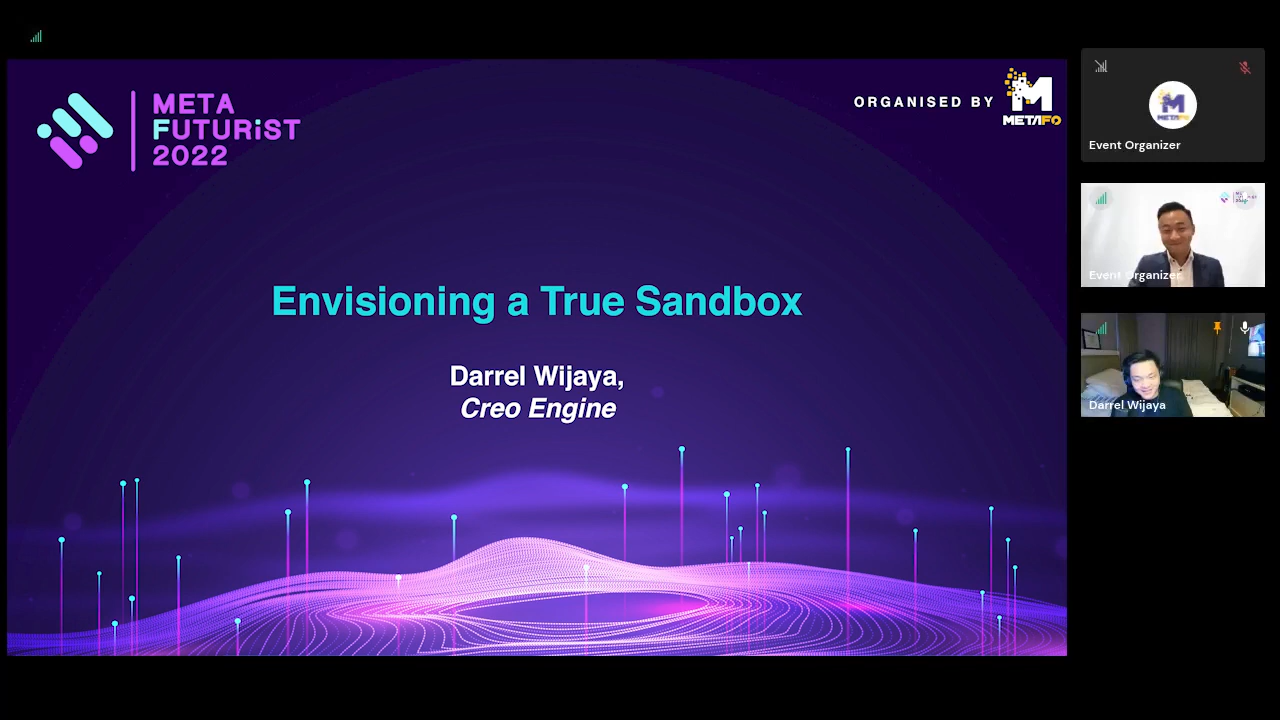 META
FUTURiST
2022
ORGANISED BY
M
METAFO
Envisioning a True Sandbox
Darrel Wijaya,
Creo Engine
M
METAFO
Event Organizer
Event Organizer
Darrel Wijaya